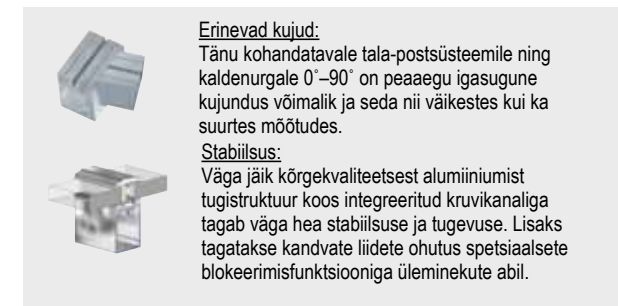 Erinevad kujud:
Tänu kohandatavale tala-postsüsteemile ning
kaldenurgale 0˚–90˚ on peaaegu igasugune
kujundus võimalik ja seda nii väikestes kui ka
suurtes mõõtudes.
Stabiilsus:
Väga jäik kõrgekvaliteetsest alumiiniumist
tugistruktuur koos integreeritud kruvikanaliga
tagab väga hea stabiilsuse ja tugevuse. Lisaks
tagatakse kandvate liidete ohutus spetsiaalsete
blokeerimisfunktsiooniga üleminekute abil.